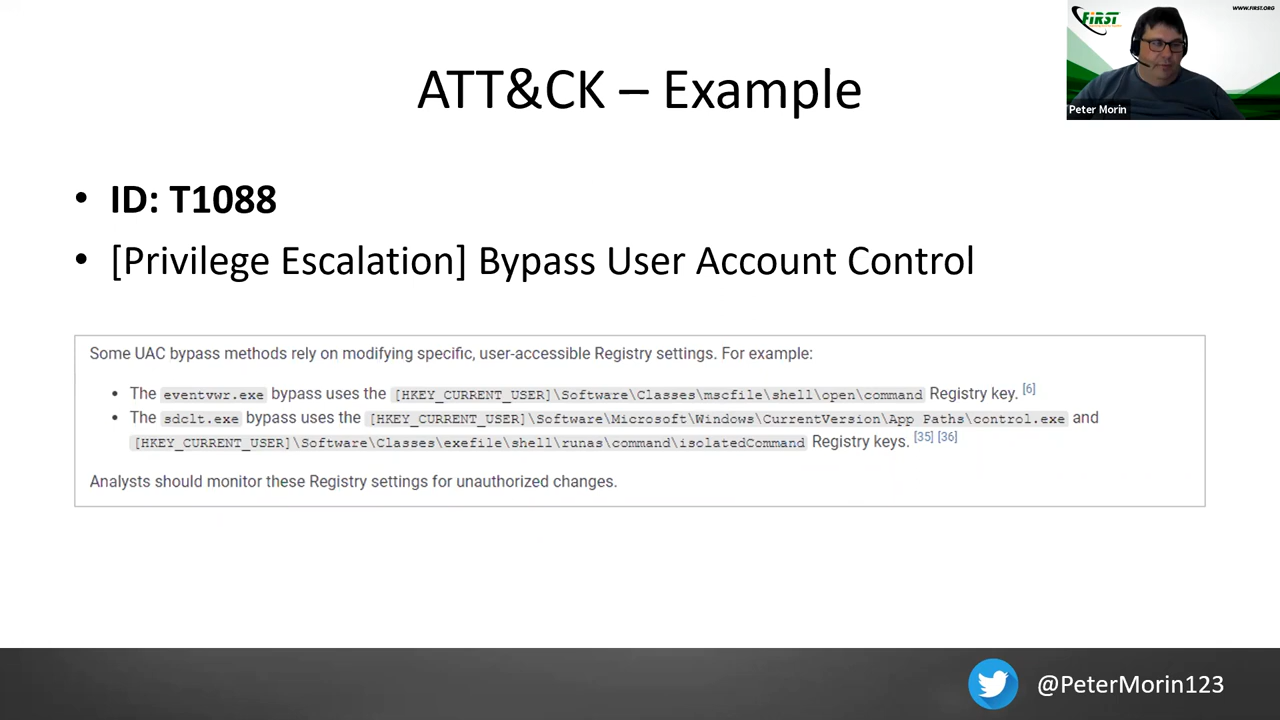 FIRST
WWW.FIRST.ORG
Peter Morin
ATT&CK – Example
• ID: T1088
• [Privilege Escalation] Bypass User Account Control
Some UAC bypass methods rely on modifying specific, user-accessible Registry settings. For example:
• The eventvwr.exe bypass uses the [HKEY_CURRENT_USER]\Software\Classes\mscfile\shell\open\command Registry key. [6]
• The sdclt.exe bypass uses the [HKEY_CURRENT_USER]\Software\Microsoft\Windows\CurrentVersion\App Paths\control.exe and
[HKEY_CURRENT_USER]\Software\Classes\exefile\shell\runas\command\isolatedCommand Registry keys. [35] [36]
Analysts should monitor these Registry settings for unauthorized changes.
@PeterMorin123